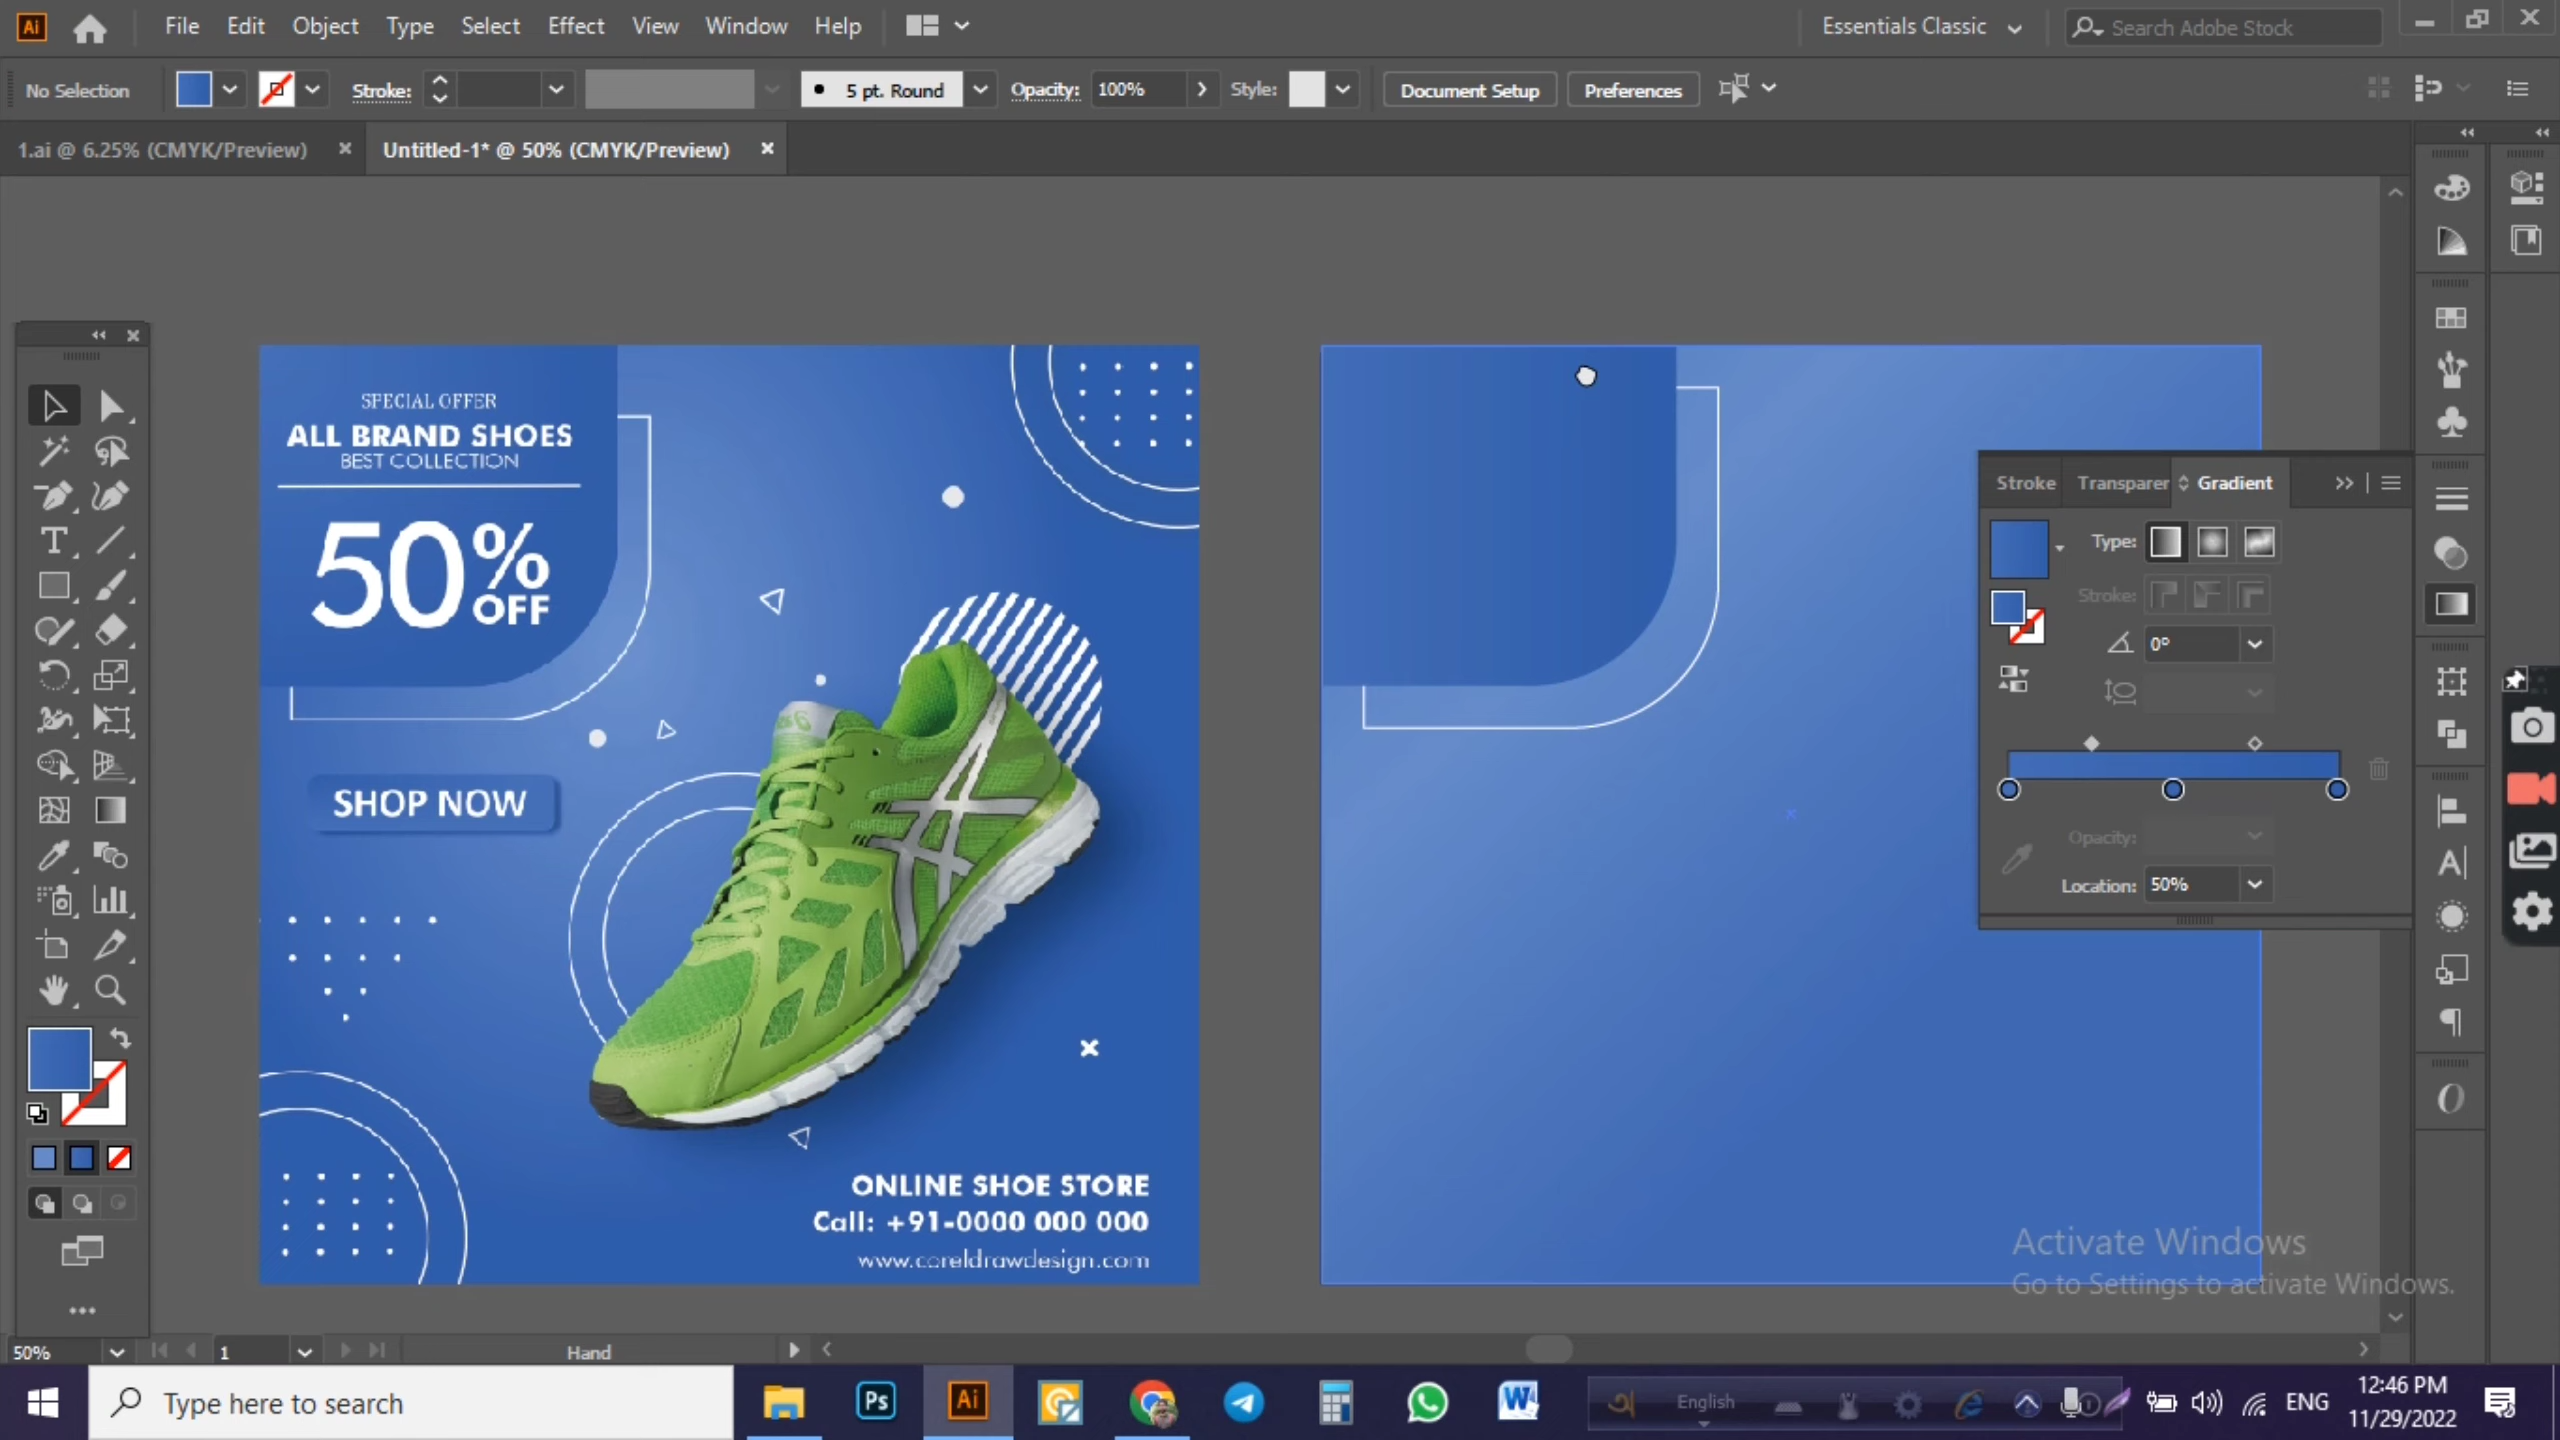 Ai File Edit Object Type Select Effect View Window Help Essentials Classic Search Adobe Stock
No Selection Stroke: 5 pt. Round Opacity: 100% Style: Document Setup Preferences
1.ai @ 6.25% (CMYK/Preview) Untitled-1* @ 50% (CMYK/Preview)
SPECIAL OFFER
ALL BRAND SHOES
BEST COLLECTION
50%
OFF
SHOP NOW
ONLINE SHOE STORE
Call: +91-0000 000 000
www.coreldrawdesign.com
Stroke Transparer Gradient
Type:
Stroke:
0°
Opacity:
Location: 50%
Activate Windows
Go to Settings to activate Windows.
50% 1 Hand
Type here to search Ps Ai English ENG
12:46 PM
11/29/2022